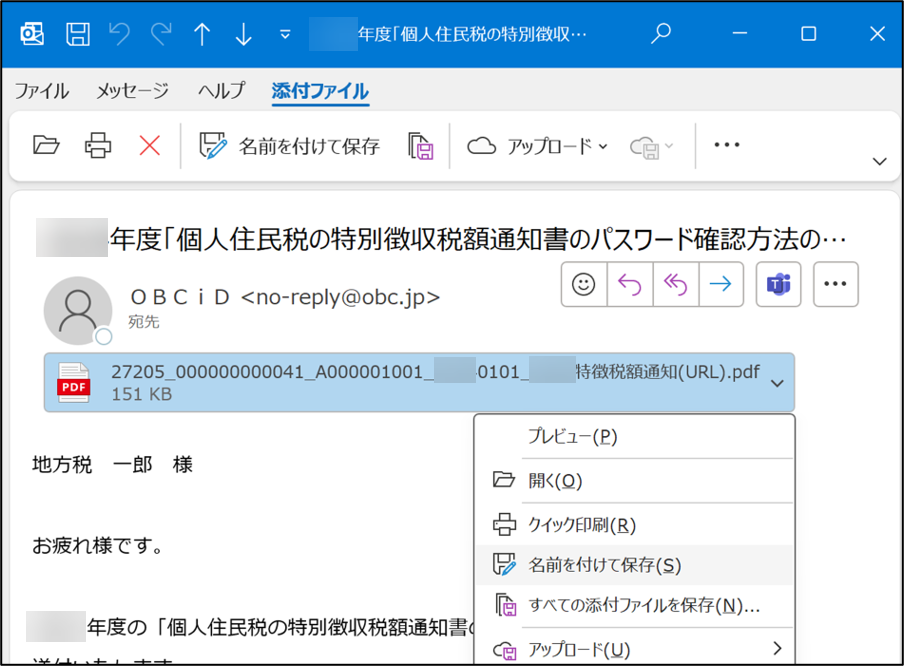 年度「個人住民税の特別徴収…
ファイル メッセージ ヘルプ 添付ファイル
名前を付けて保存 アップロード
年度「個人住民税の特別徴収税額通知書のパスワード確認方法の…
ＯＢＣｉＤ <no-reply@obc.jp>
宛先
PDF 27205_000000000041_A000001001_ 0101_ 特徴税額通知(URL).pdf
151 KB
プレビュー(P)
地方税　一郎　様
開く(O)
クイック印刷(R)
お疲れ様です。
名前を付けて保存(S)
すべての添付ファイルを保存(N)...
年度の「個人住民税の特別徴収税額通知書
アップロード(U)